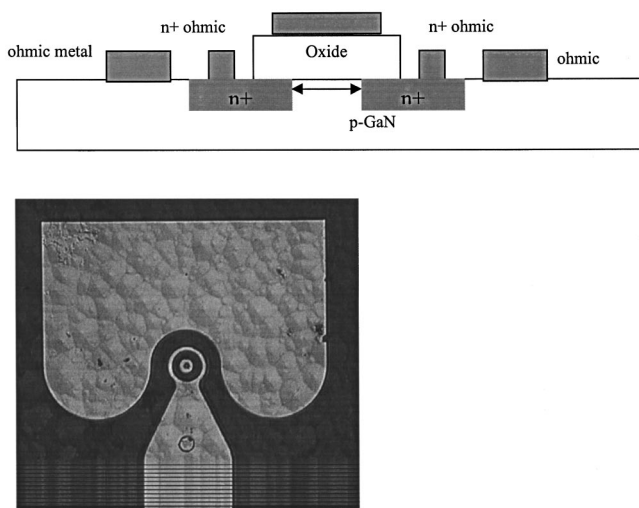 n+ ohmic
n+ ohmic
ohmic metal
Oxide
ohmic
n+
n+
p-GaN